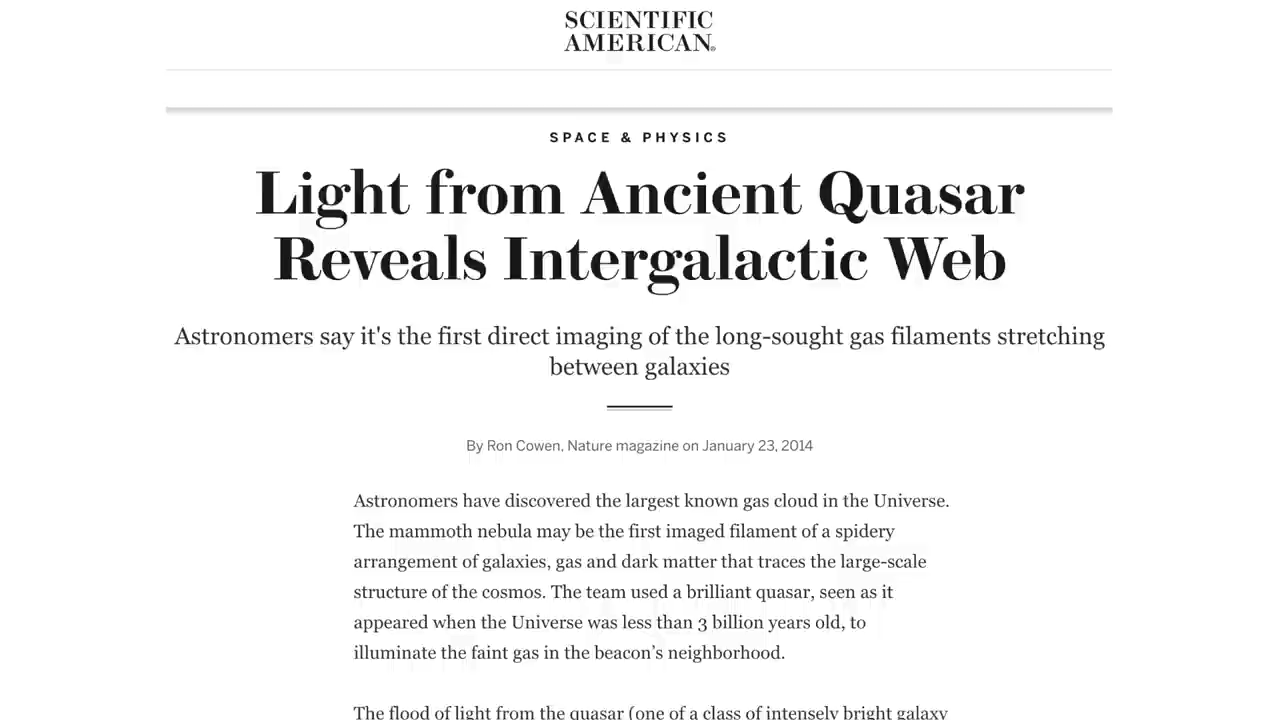 SCIENTIFIC
AMERICAN®
SPACE & PHYSICS
Light from Ancient Quasar
Reveals Intergalactic Web
Astronomers say it's the first direct imaging of the long-sought gas filaments stretching
between galaxies
By Ron Cowen, Nature magazine on January 23, 2014
Astronomers have discovered the largest known gas cloud in the Universe.
The mammoth nebula may be the first imaged filament of a spidery
arrangement of galaxies, gas and dark matter that traces the large-scale
structure of the cosmos. The team used a brilliant quasar, seen as it
appeared when the Universe was less than 3 billion years old, to
illuminate the faint gas in the beacon’s neighborhood.
The flood of light from the quasar (one of a class of intensely bright galaxy